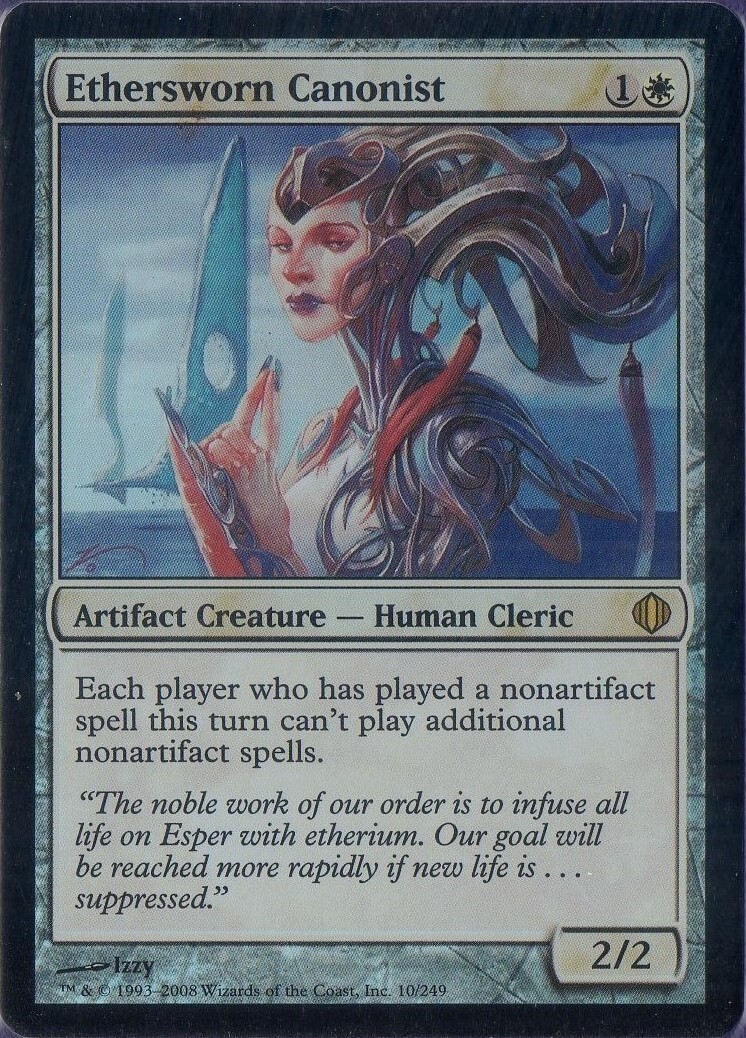 Ethersworn Canonist 1
Artifact Creature — Human Cleric
Each player who has played a nonartifact
spell this turn can't play additional
nonartifact spells.
“The noble work of our order is to infuse all
life on Esper with etherium. Our goal will
be reached more rapidly if new life is . . .
suppressed.”
2/2
Izzy
™ & © 1993–2008 Wizards of the Coast, Inc. 10/249